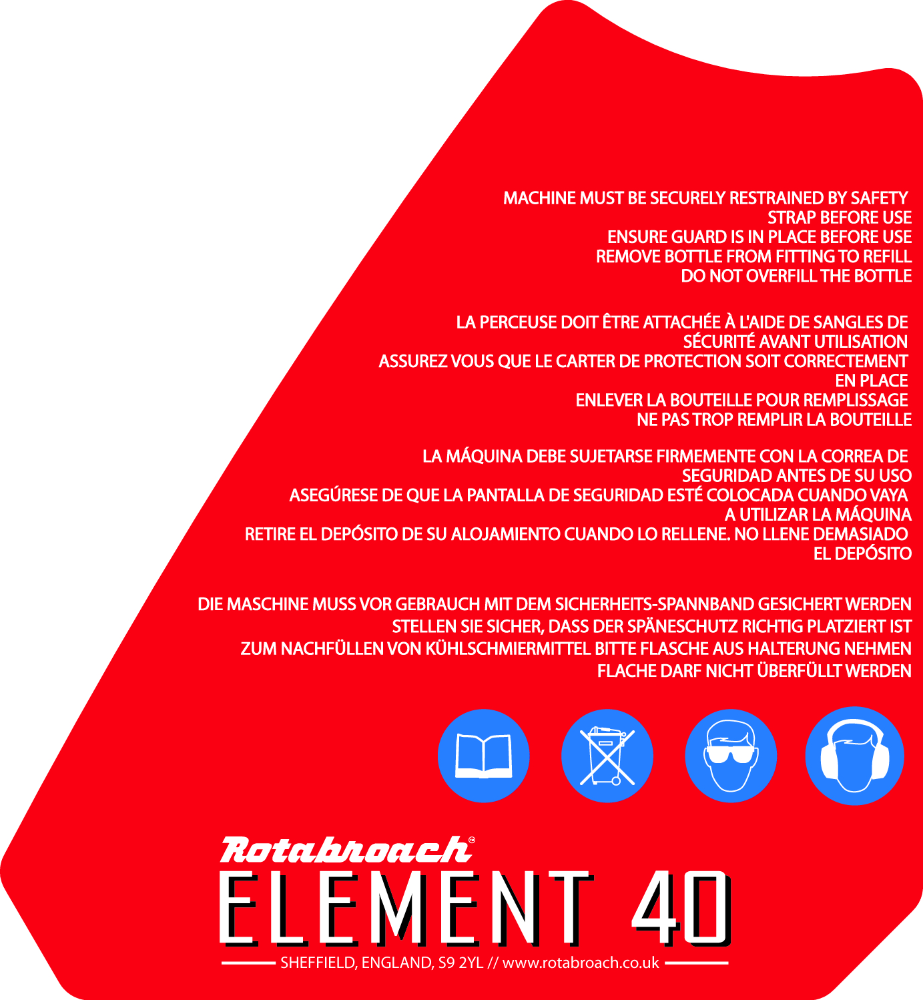 MACHINE MUST BE SECURELY RESTRAINED BY SAFETY
STRAP BEFORE USE
ENSURE GUARD IS IN PLACE BEFORE USE
REMOVE BOTTLE FROM FITTING TO REFILL
DO NOT OVERFILL THE BOTTLE
LA PERCEUSE DOIT ÊTRE ATTACHÉE À L'AIDE DE SANGLES DE
SÉCURITÉ AVANT UTILISATION
ASSUREZ VOUS QUE LE CARTER DE PROTECTION SOIT CORRECTEMENT
EN PLACE
ENLEVER LA BOUTEILLE POUR REMPLISSAGE
NE PAS TROP REMPLIR LA BOUTEILLE
LA MÁQUINA DEBE SUJETARSE FIRMEMENTE CON LA CORREA DE
SEGURIDAD ANTES DE SU USO
ASEGÚRESE DE QUE LA PANTALLA DE SEGURIDAD ESTÉ COLOCADA CUANDO VAYA
A UTILIZAR LA MÁQUINA
RETIRE EL DEPÓSITO DE SU ALOJAMIENTO CUANDO LO RELLENE. NO LLENE DEMASIADO
EL DEPÓSITO
DIE MASCHINE MUSS VOR GEBRAUCH MIT DEM SICHERHEITS-SPANNBAND GESICHERT WERDEN
STELLEN SIE SICHER, DASS DER SPÄNESCHUTZ RICHTIG PLATZIERT IST
ZUM NACHFÜLLEN VON KÜHLSCHMIERMITTEL BITTE FLASCHE AUS HALTERUNG NEHMEN
FLACHE DARF NICHT ÜBERFÜLLT WERDEN
Rotabroach™
ELEMENT 40
SHEFFIELD, ENGLAND, S9 2YL // www.rotabroach.co.uk